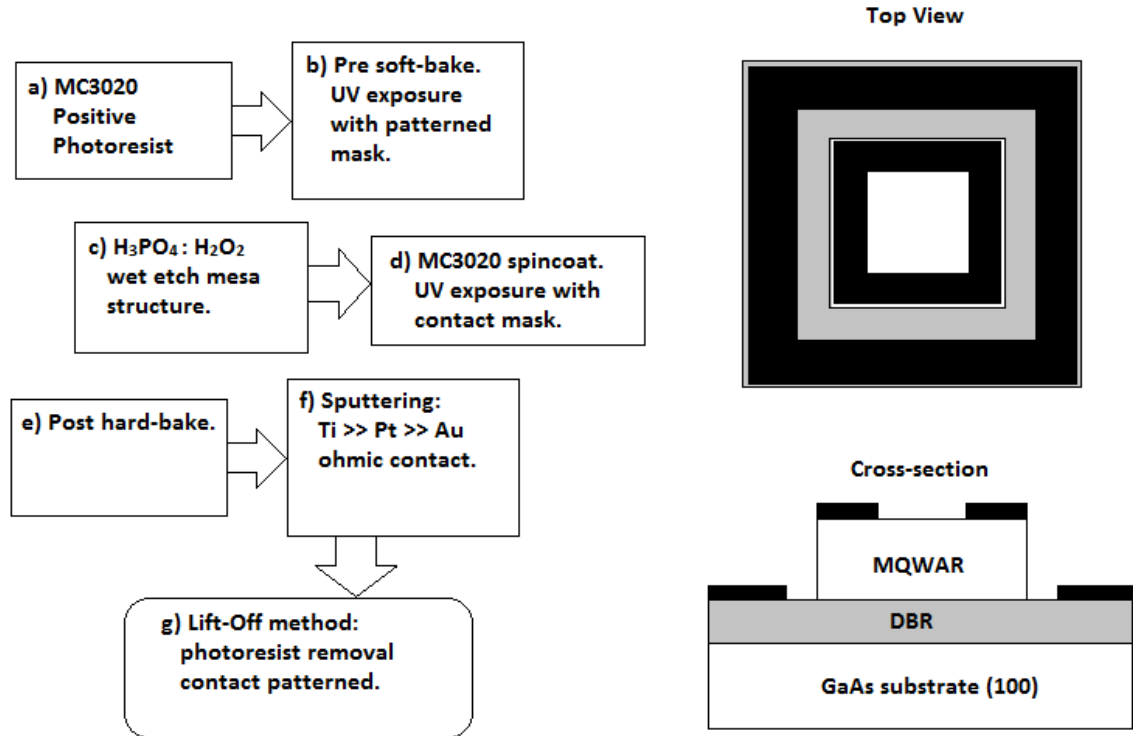 a) MC3020
Positive
Photoresist
b) Pre soft-bake.
UV exposure
with patterned
mask.
c) H₃PO₄ : H₂O₂
wet etch mesa
structure.
d) MC3020 spincoat.
UV exposure with
contact mask.
e) Post hard-bake.
f) Sputtering:
Ti >> Pt >> Au
ohmic contact.
g) Lift-Off method:
photoresist removal
contact patterned.
Top View
Cross-section
MQWAR
DBR
GaAs substrate (100)